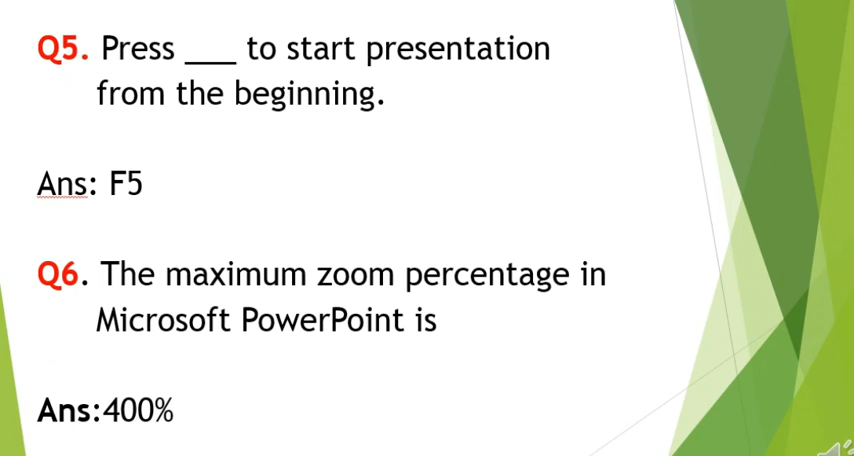 Q5. Press ___ to start presentation
from the beginning.
Ans: F5
Q6. The maximum zoom percentage in
Microsoft PowerPoint is
Ans:400%